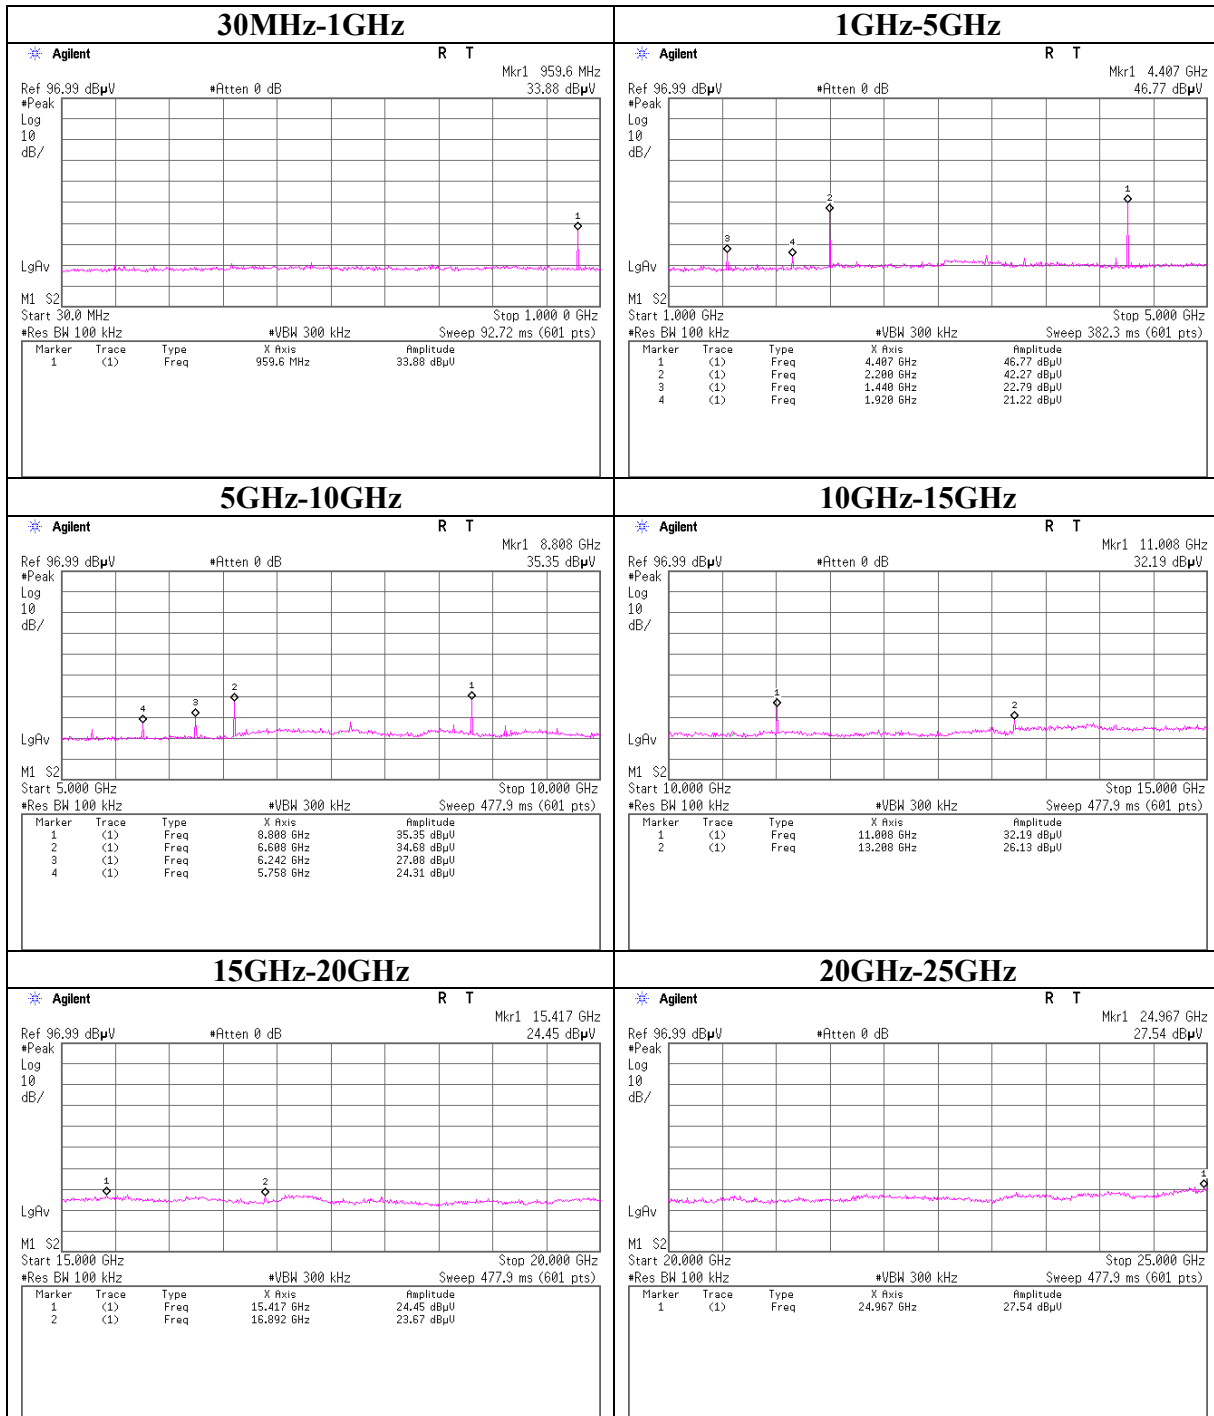 30MHz-1GHz
Agilent
R T
Mkr1 959.6 MHz
Ref 96.99 dBµV #Atten 0 dB 33.88 dBµV
#Peak
Log
10
dB/
1
LgAv
M1 S2
Start 30.0 MHz Stop 1.000 0 GHz
#Res BW 100 kHz #VBW 300 kHz Sweep 92.72 ms (601 pts)
Marker Trace Type X Axis Amplitude
1 (1) Freq 959.6 MHz 33.88 dBµV
1GHz-5GHz
Agilent
R T
Mkr1 4.407 GHz
Ref 96.99 dBµV #Atten 0 dB 46.77 dBµV
#Peak
Log
10
dB/
1
2
3
4
LgAv
M1 S2
Start 1.000 GHz Stop 5.000 GHz
#Res BW 100 kHz #VBW 300 kHz Sweep 382.3 ms (601 pts)
Marker Trace Type X Axis Amplitude
1 (1) Freq 4.407 GHz 46.77 dBµV
2 (1) Freq 2.200 GHz 42.27 dBµV
3 (1) Freq 1.440 GHz 22.79 dBµV
4 (1) Freq 1.920 GHz 21.22 dBµV
5GHz-10GHz
Agilent
R T
Mkr1 8.808 GHz
Ref 96.99 dBµV #Atten 0 dB 35.35 dBµV
#Peak
Log
10
dB/
2
1
3
4
LgAv
M1 S2
Start 5.000 GHz Stop 10.000 GHz
#Res BW 100 kHz #VBW 300 kHz Sweep 477.9 ms (601 pts)
Marker Trace Type X Axis Amplitude
1 (1) Freq 8.808 GHz 35.35 dBµV
2 (1) Freq 6.608 GHz 34.68 dBµV
3 (1) Freq 6.242 GHz 27.08 dBµV
4 (1) Freq 5.758 GHz 24.31 dBµV
10GHz-15GHz
Agilent
R T
Mkr1 11.008 GHz
Ref 96.99 dBµV #Atten 0 dB 32.19 dBµV
#Peak
Log
10
dB/
1
2
LgAv
M1 S2
Start 10.000 GHz Stop 15.000 GHz
#Res BW 100 kHz #VBW 300 kHz Sweep 477.9 ms (601 pts)
Marker Trace Type X Axis Amplitude
1 (1) Freq 11.008 GHz 32.19 dBµV
2 (1) Freq 13.208 GHz 26.13 dBµV
15GHz-20GHz
Agilent
R T
Mkr1 15.417 GHz
Ref 96.99 dBµV #Atten 0 dB 24.45 dBµV
#Peak
Log
10
dB/
1
2
LgAv
M1 S2
Start 15.000 GHz Stop 20.000 GHz
#Res BW 100 kHz #VBW 300 kHz Sweep 477.9 ms (601 pts)
Marker Trace Type X Axis Amplitude
1 (1) Freq 15.417 GHz 24.45 dBµV
2 (1) Freq 16.892 GHz 23.67 dBµV
20GHz-25GHz
Agilent
R T
Mkr1 24.967 GHz
Ref 96.99 dBµV #Atten 0 dB 27.54 dBµV
#Peak
Log
10
dB/
1
LgAv
M1 S2
Start 20.000 GHz Stop 25.000 GHz
#Res BW 100 kHz #VBW 300 kHz Sweep 477.9 ms (601 pts)
Marker Trace Type X Axis Amplitude
1 (1) Freq 24.967 GHz 27.54 dBµV